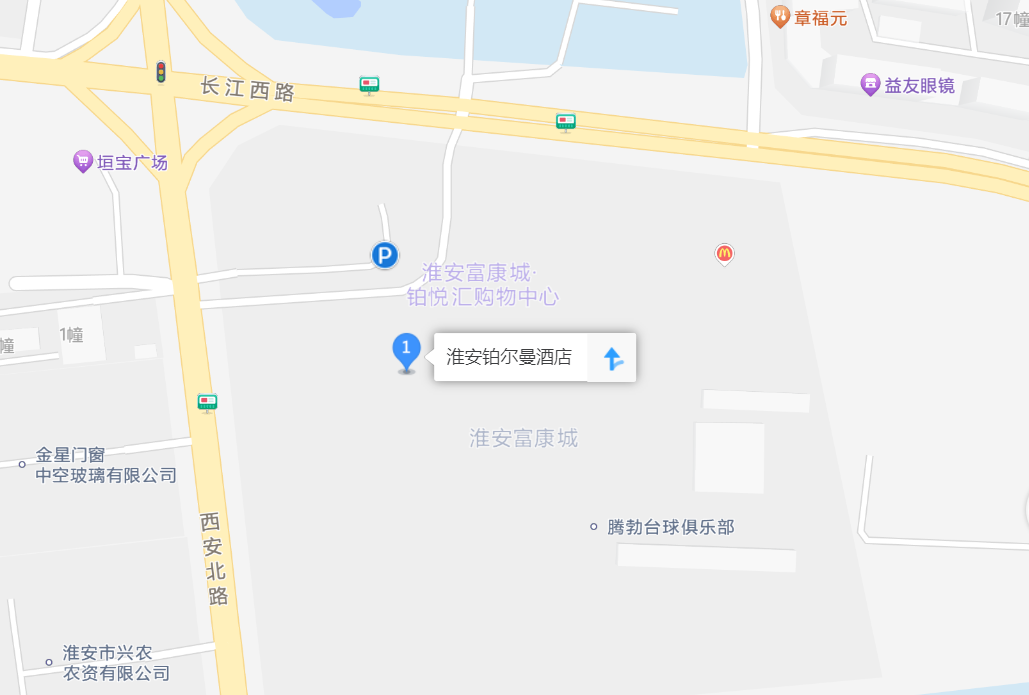 章福元
17幢
益友眼镜
长江西路
垣宝广场
P
淮安富康城·
铂悦汇购物中心
1幢
幢
1
淮安铂尔曼酒店
淮安富康城
金星门窗
中空玻璃有限公司
西安北路
腾勃台球俱乐部
淮安市兴农
农资有限公司